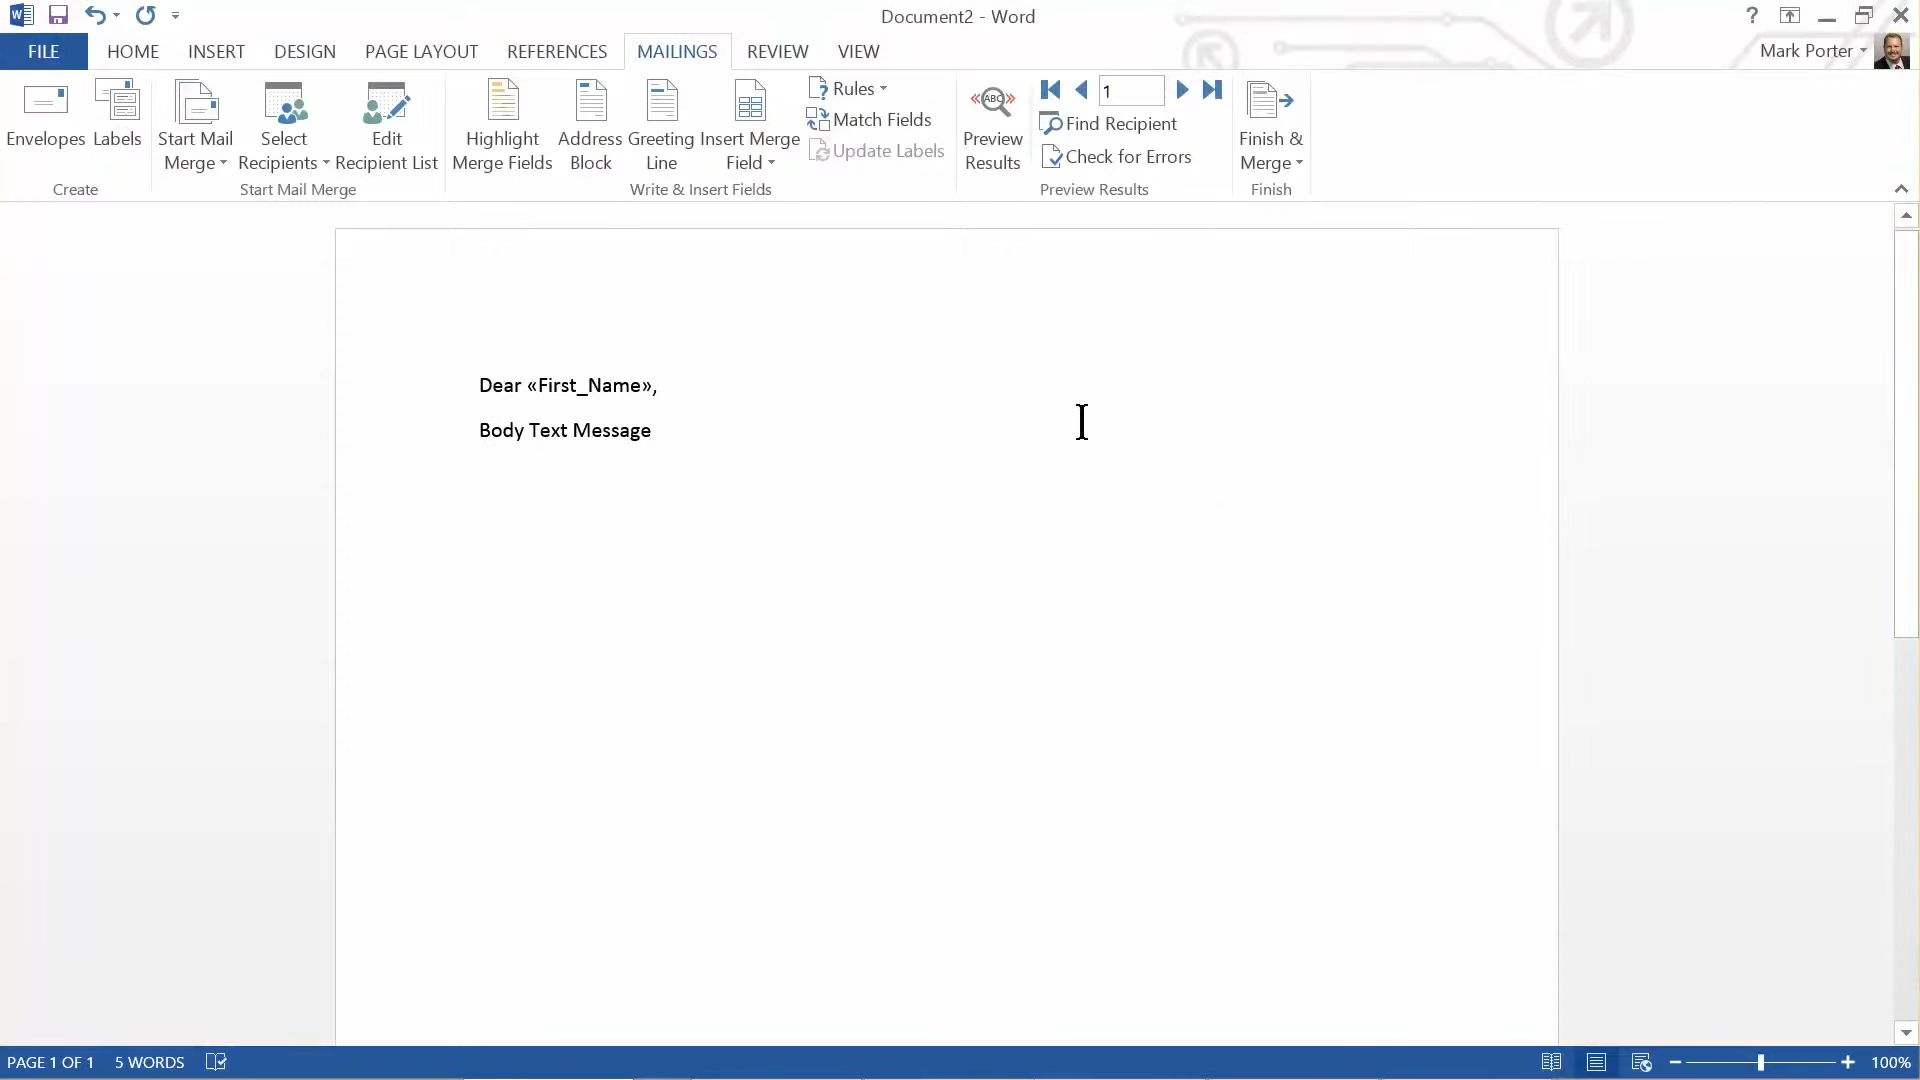 Document2 - Word
FILE HOME INSERT DESIGN PAGE LAYOUT REFERENCES MAILINGS REVIEW VIEW
Mark Porter
Envelopes
Labels
Start Mail
Merge
Select
Recipients
Edit
Recipient List
Highlight
Merge Fields
Address
Block
Greeting
Line
Insert Merge
Field
Rules
Match Fields
Update Labels
ABC
Preview
Results
1
Find Recipient
Check for Errors
Finish &
Merge
Create
Start Mail Merge
Write & Insert Fields
Preview Results
Finish
Dear «First_Name»,
Body Text Message
PAGE 1 OF 1 5 WORDS
100%